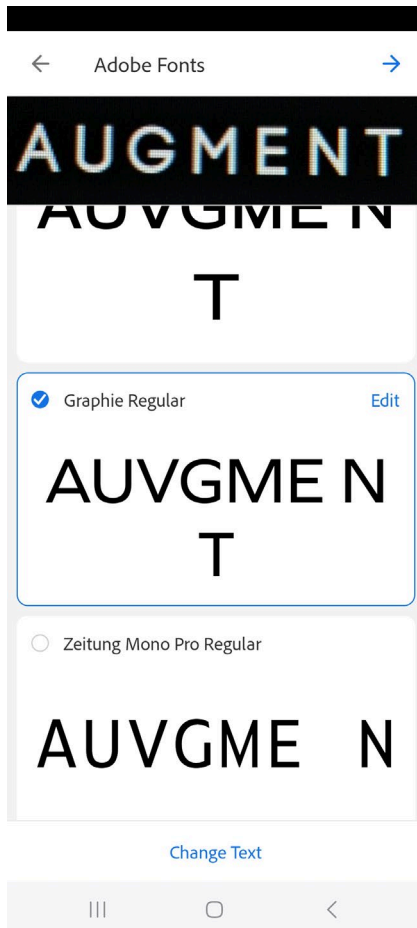 Adobe Fonts
AUGMENT
AUVGME N
T
Graphie Regular
Edit
AUVGME N
T
Zeitung Mono Pro Regular
AUVGME N
Change Text